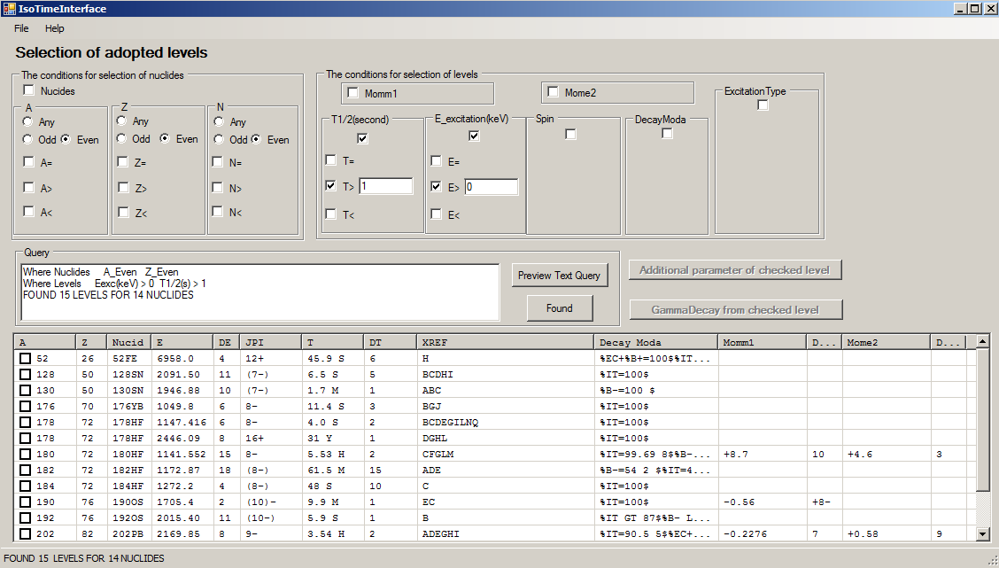 IsoTimeInterface
File Help
Selection of adopted levels
The conditions for selection of nuclides
Nucides
A Z N
Any Any Any
Odd Even Odd Even Odd Even
A= Z= N=
A> Z> N>
A< Z< N<
The conditions for selection of levels
Momm1 Mome2
T1/2(second) E_excitation(keV) Spin DecayModa ExcitationType
T= E=
T> 1 E> 0
T< E<
Query
Where Nuclides A_Even Z_Even
Where Levels Eexc(keV) > 0 T1/2(s) > 1
FOUND 15 LEVELS FOR 14 NUCLIDES
Preview Text Query
Found
Additional parameter of checked level
GammaDecay from checked level
A Z Nucid E DE JPI T DT XREF Decay Moda Momm1 D... Mome2 D...
52 26 52FE 6958.0 4 12+ 45.9 S 6 H %EC+%B+=100$%IT...
128 50 128SN 2091.50 11 (7-) 6.5 S 5 BCDHI %IT=100$
130 50 130SN 1946.88 10 (7-) 1.7 M 1 ABC %B-=100 $
176 70 176YB 1049.8 6 8- 11.4 S 3 BGJ %IT=100$
178 72 178HF 1147.416 6 8- 4.0 S 2 BCDEGILNQ %IT=100$
178 72 178HF 2446.09 8 16+ 31 Y 1 DGHL %IT=100$
180 72 180HF 1141.552 15 8- 5.53 H 2 CFGLM %IT=99.69 8$%B-... +8.7 10 +4.6 3
182 72 182HF 1172.87 18 (8-) 61.5 M 15 ADE %B-=54 2 $%IT=4...
184 72 184HF 1272.2 4 (8-) 48 S 10 C %IT=100$
190 76 190OS 1705.4 2 (10)- 9.9 M 1 EC %IT=100$ -0.56 +8-
192 76 192OS 2015.40 11 (10-) 5.9 S 1 B %IT GT 87$%B- L...
202 82 202PB 2169.85 8 9- 3.54 H 2 ADEGHI %IT=90.5 5$%EC+... -0.2276 7 +0.58 9
FOUND 15 LEVELS FOR 14 NUCLIDES